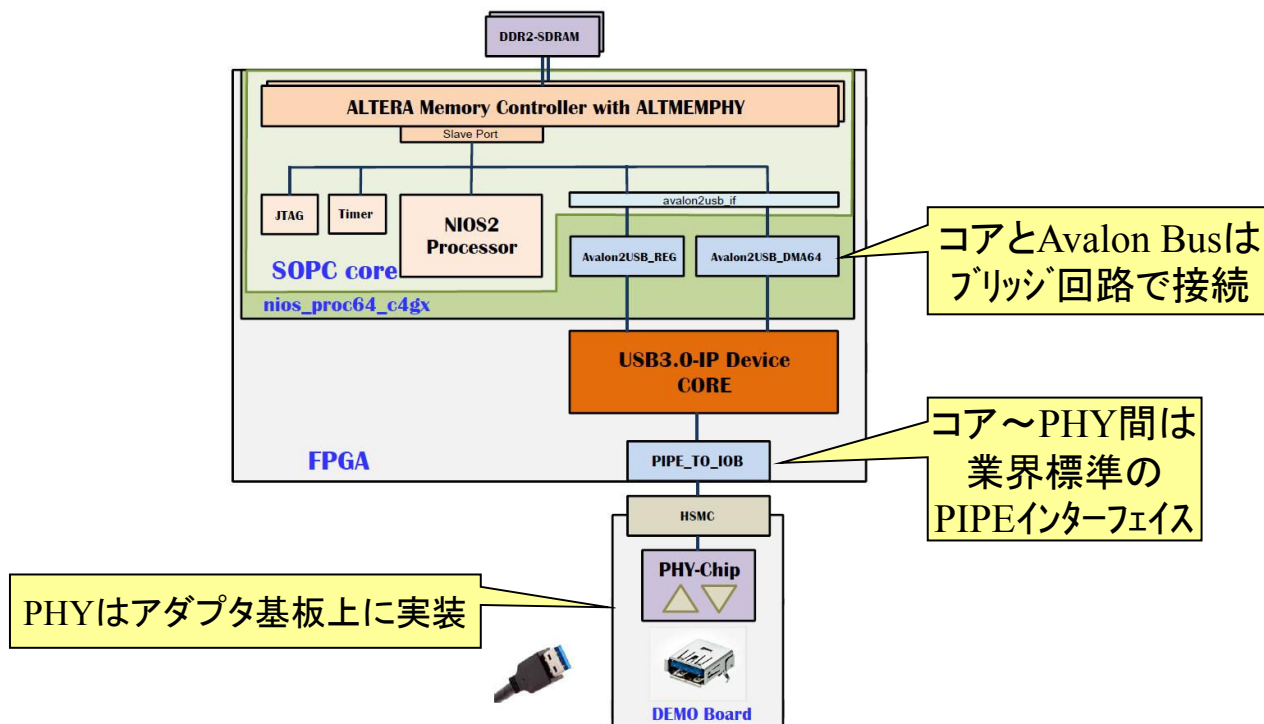 DDR2-SDRAM
ALTERA Memory Controller with ALTMEMPHY
Slave Port
JTAG
Timer
NIOS2
Processor
avalon2usb_if
Avalon2USB_REG
Avalon2USB_DMA64
SOPC core
nios_proc64_c4gx
コアとAvalon Busは
ブリッジ回路で接続
USB3.0-IP Device
CORE
コア～PHY間は
業界標準の
PIPEインターフェイス
FPGA
PIPE_TO_IOB
HSMC
PHY-Chip
PHYはアダプタ基板上に実装
DEMO Board